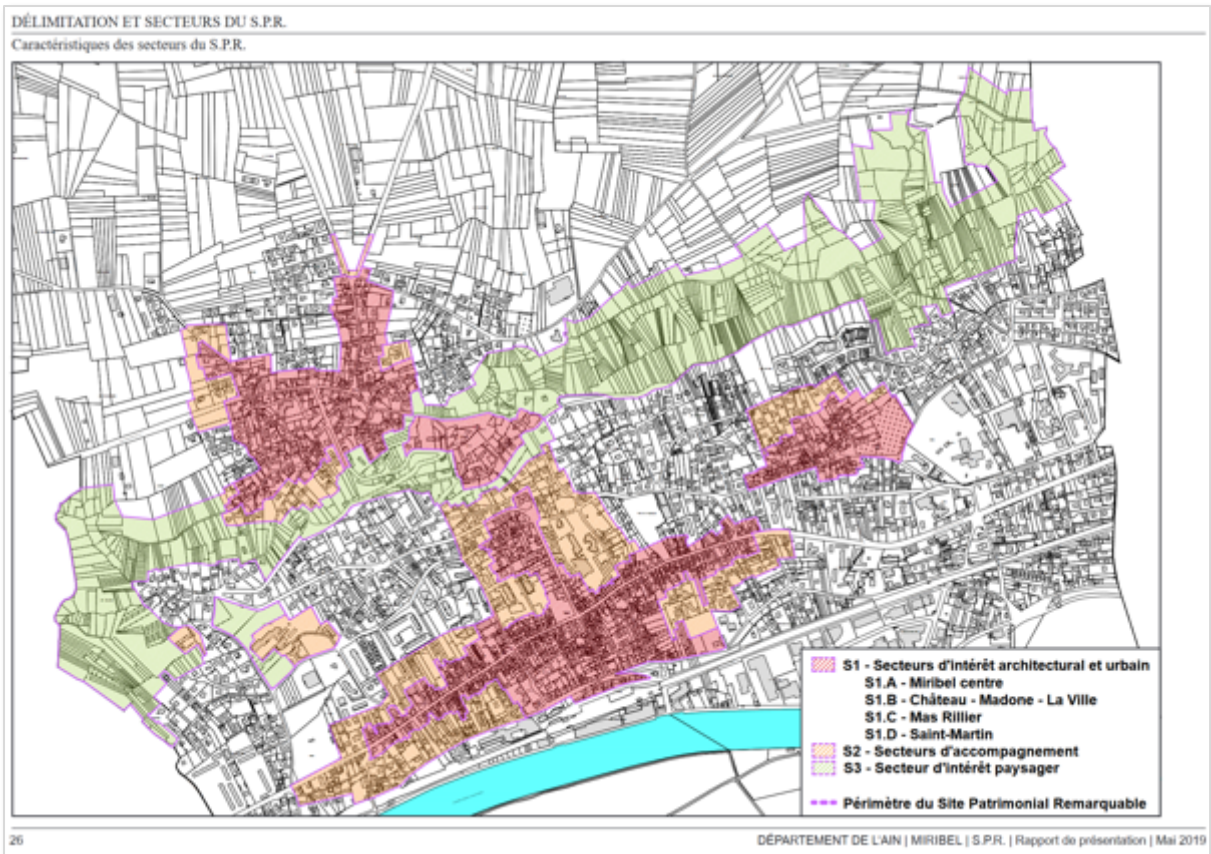 DÉLIMITATION ET SECTEURS DU S.P.R.
Caractéristiques des secteurs du S.P.R.
S1 - Secteurs d'intérêt architectural et urbain
S1.A - Miribel centre
S1.B - Château - Madone - La Ville
S1.C - Mas Rillier
S1.D - Saint-Martin
S2 - Secteurs d'accompagnement
S3 - Secteur d'intérêt paysager
Périmètre du Site Patrimonial Remarquable
26
DÉPARTEMENT DE L'AIN | MIRIBEL | S.P.R. | Rapport de présentation | Mai 2019